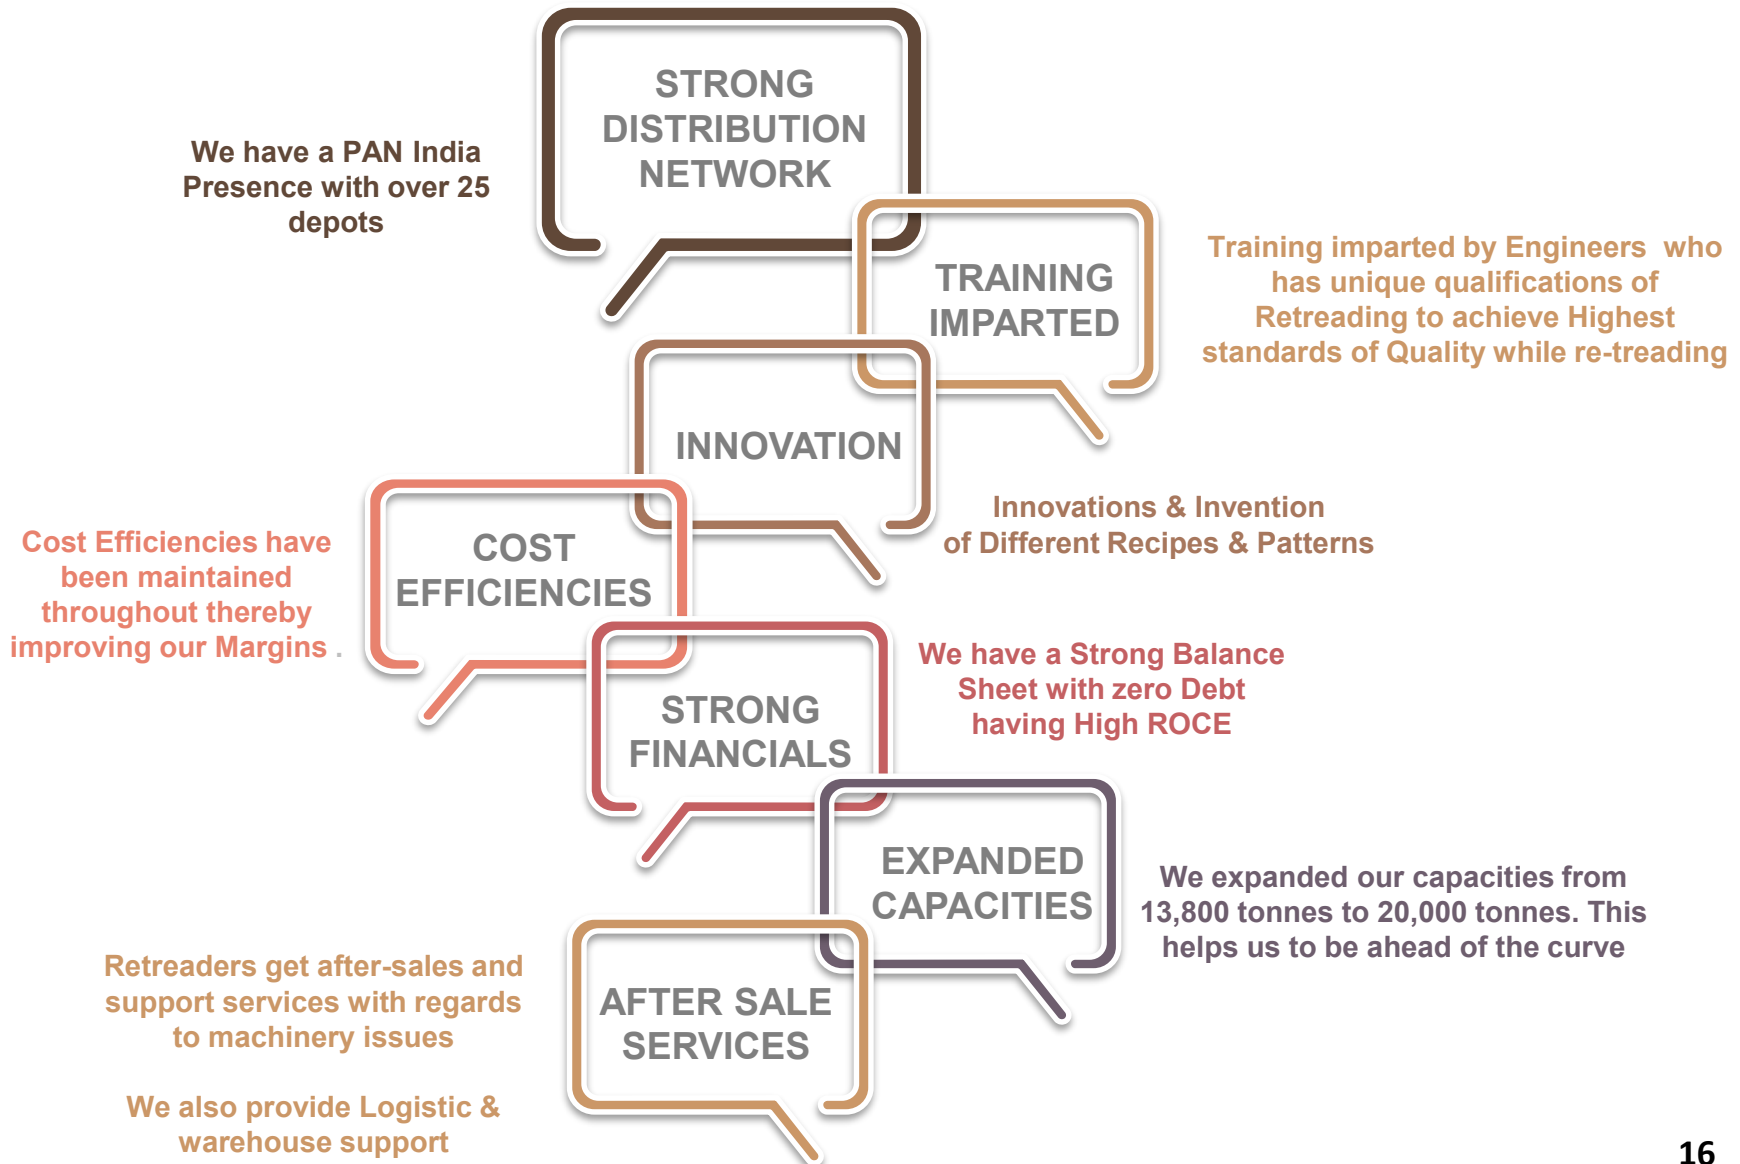 STRONG
DISTRIBUTION
NETWORK
We have a PAN India
Presence with over 25
depots
TRAINING
IMPARTED
Training imparted by Engineers  who
has unique qualifications of
Retreading to achieve Highest
standards of Quality while re-treading
INNOVATION
Innovations & Invention
of Different Recipes & Patterns
COST
EFFICIENCIES
Cost Efficiencies have
been maintained
throughout thereby
improving our Margins .
STRONG
FINANCIALS
We have a Strong Balance
Sheet with zero Debt
having High ROCE
EXPANDED
CAPACITIES
We expanded our capacities from
13,800 tonnes to 20,000 tonnes. This
helps us to be ahead of the curve
AFTER SALE
SERVICES
Retreaders get after-sales and
support services with regards
to machinery issues
We also provide Logistic &
warehouse support
16